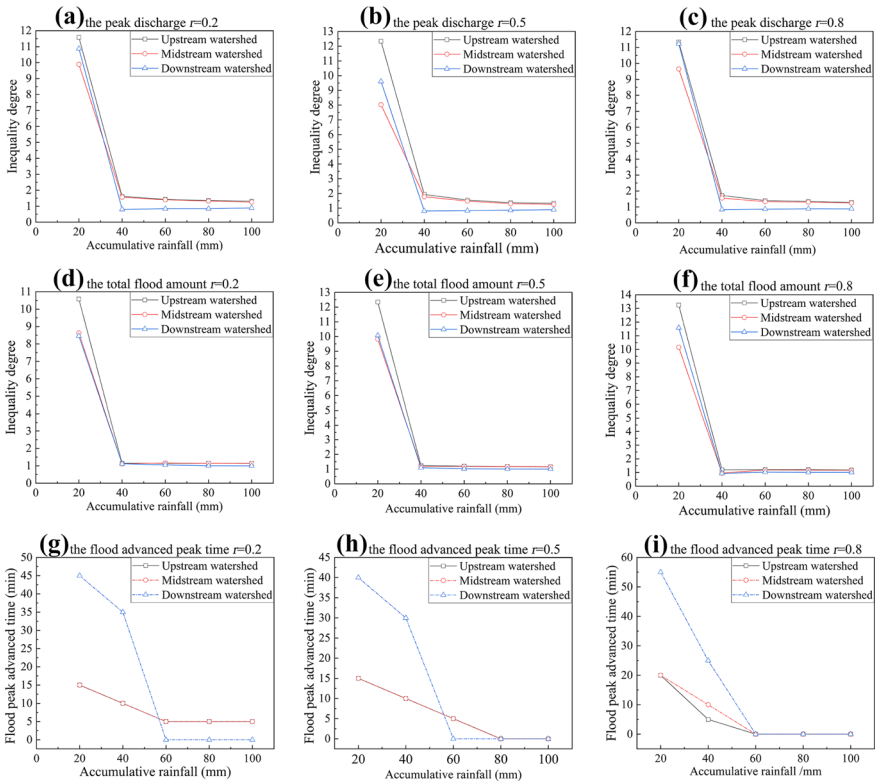 (a) the peak discharge r=0.2
Upstream watershed
Midstream watershed
Downstream watershed
Inequality degree
12
11
10
9
8
7
6
5
4
3
2
1
0
0 20 40 60 80 100
Accumulative rainfall (mm)
(b) the peak discharge r=0.5
Upstream watershed
Midstream watershed
Downstream watershed
Inequality degree
13
12
11
10
9
8
7
6
5
4
3
2
1
0
0 20 40 60 80 100
Accumulative rainfall (mm)
(c) the peak discharge r=0.8
Upstream watershed
Midstream watershed
Downstream watershed
Inequality degree
12
11
10
9
8
7
6
5
4
3
2
1
0
0 20 40 60 80 100
Accumulative rainfall (mm)
(d) the total flood amount r=0.2
Upstream watershed
Midstream watershed
Downstream watershed
Inequality degree
11
10
9
8
7
6
5
4
3
2
1
0
0 20 40 60 80 100
Accumulative rainfall (mm)
(e) the total flood amount r=0.5
Upstream watershed
Midstream watershed
Downstream watershed
Inequality degree
13
12
11
10
9
8
7
6
5
4
3
2
1
0
0 20 40 60 80 100
Accumulative rainfall (mm)
(f) the total flood amount r=0.8
Upstream watershed
Midstream watershed
Downstream watershed
Inequality degree
14
13
12
11
10
9
8
7
6
5
4
3
2
1
0
0 20 40 60 80 100
Accumulative rainfall (mm)
(g) the flood advanced peak time r=0.2
Upstream watershed
Midstream watershed
Downstream watershed
Flood peak advanced time (min)
50
45
40
35
30
25
20
15
10
5
0
0 20 40 60 80 100
Accumulative rainfall (mm)
(h) the flood advanced peak time r=0.5
Upstream watershed
Midstream watershed
Downstream watershed
Flood peak advanced time (min)
45
40
35
30
25
20
15
10
5
0
20 40 60 80 100
Accumulative rainfall (mm)
(i) the flood advanced peak time r=0.8
Upstream watershed
Midstream watershed
Downstream watershed
Flood peak advanced time (min)
60
50
40
30
20
10
0
20 40 60 80 100
Accumulative rainfall /mm